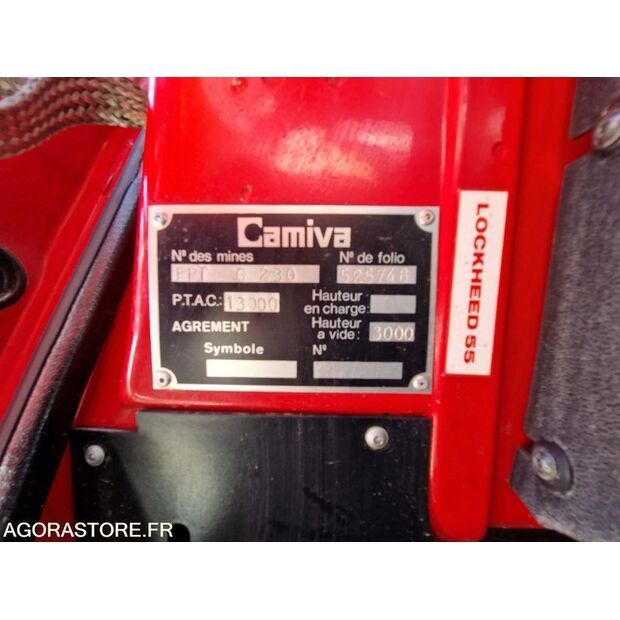 Camiva
N° des mines N° de folio
FPT G 230 525748
P.T.A.C.: 13000 Hauteur en charge:
AGREMENT Hauteur a vide: 3000
Symbole N°
LOCKHEED 55
AGORASTORE.FR